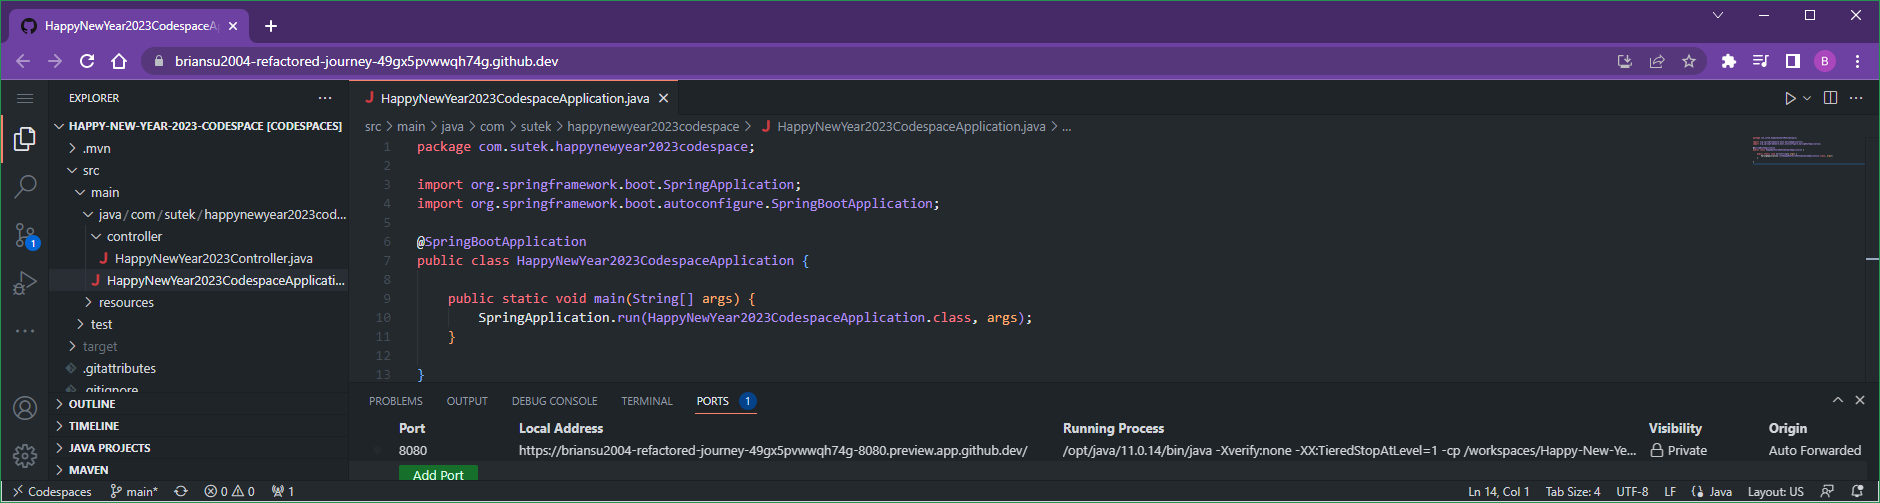 HappyNewYear2023CodespaceA
briansu2004-refactored-journey-49gx5pvwwqh74g.github.dev
B
EXPLORER
HAPPY-NEW-YEAR-2023-CODESPACE [CODESPACES]
.mvn
src
main
java/com/sutek/happynewyear2023cod...
controller
J HappyNewYear2023Controller.java
J HappyNewYear2023CodespaceApplicati...
resources
test
target
.gitattributes
.gitignore
OUTLINE
TIMELINE
JAVA PROJECTS
MAVEN
1
J HappyNewYear2023CodespaceApplication.java
src > main > java > com > sutek > happynewyear2023codespace > J HappyNewYear2023CodespaceApplication.java > ...
1 package com.sutek.happynewyear2023codespace;
2
3 import org.springframework.boot.SpringApplication;
4 import org.springframework.boot.autoconfigure.SpringBootApplication;
5
6 @SpringBootApplication
7 public class HappyNewYear2023CodespaceApplication {
8
9 public static void main(String[] args) {
10 SpringApplication.run(HappyNewYear2023CodespaceApplication.class, args);
11 }
12
13 }
PROBLEMS OUTPUT DEBUG CONSOLE TERMINAL PORTS 1
Port Local Address Running Process Visibility Origin
8080 https://briansu2004-refactored-journey-49gx5pvwwqh74g-8080.preview.app.github.dev/ /opt/java/11.0.14/bin/java -Xverify:none -XX:TieredStopAtLevel=1 -cp /workspaces/Happy-New-Ye... Private Auto Forwarded
Add Port
Codespaces main* 0 0 1 Ln 14, Col 1 Tab Size: 4 UTF-8 LF {} Java Layout: US